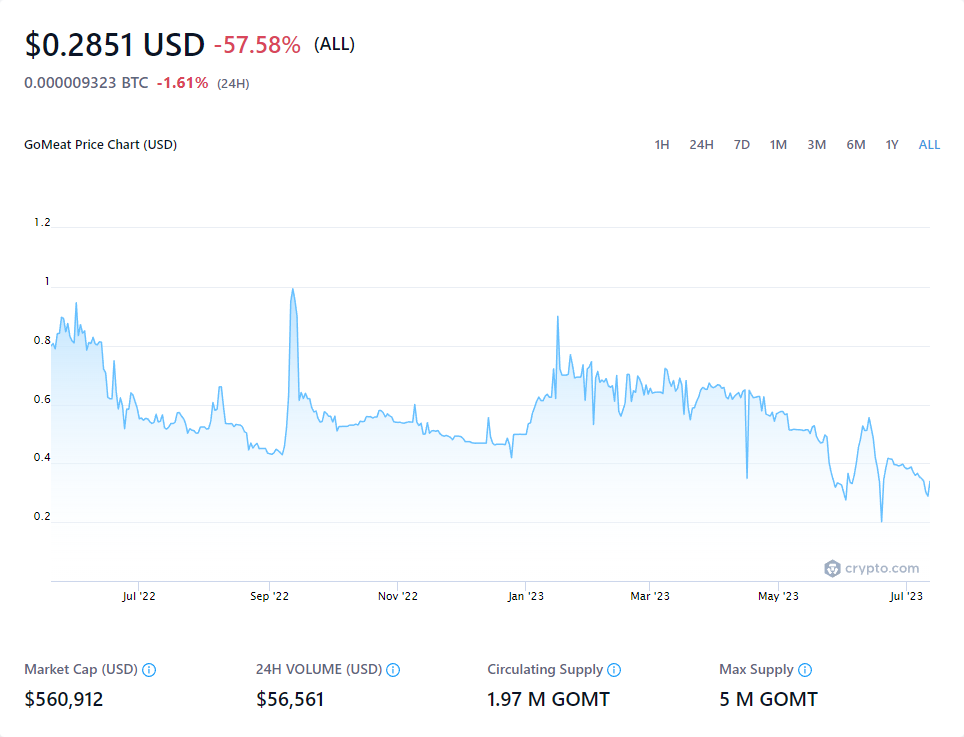 $0.2851 USD -57.58% (ALL)
0.000009323 BTC -1.61% (24H)
GoMeat Price Chart (USD) 1H 24H 7D 1M 3M 6M 1Y ALL
1.2
1
0.8
0.6
0.4
0.2
crypto.com
Jul '22 Sep '22 Nov '22 Jan '23 Mar '23 May '23 Jul '23
Market Cap (USD) 24H VOLUME (USD) Circulating Supply Max Supply
$560,912 $56,561 1.97 M GOMT 5 M GOMT